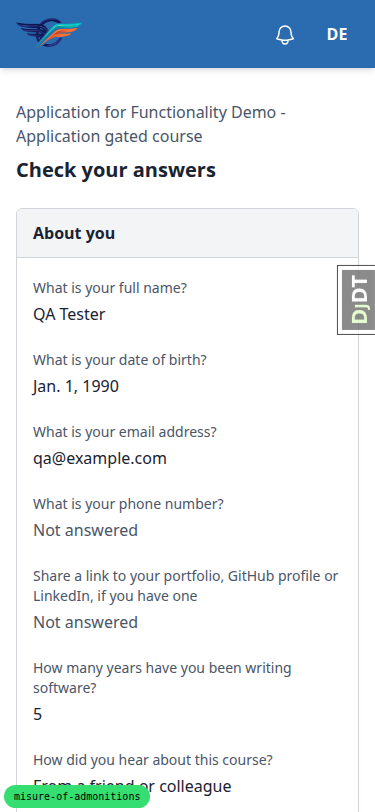 DE
Application for Functionality Demo -
Application gated course
Check your answers
About you
DjDT
What is your full name?
QA Tester
What is your date of birth?
Jan. 1, 1990
What is your email address?
qa@example.com
What is your phone number?
Not answered
Share a link to your portfolio, GitHub profile or
LinkedIn, if you have one
Not answered
How many years have you been writing
software?
5
How did you hear about this course?
From a friend or colleague
misure-of-admonitions